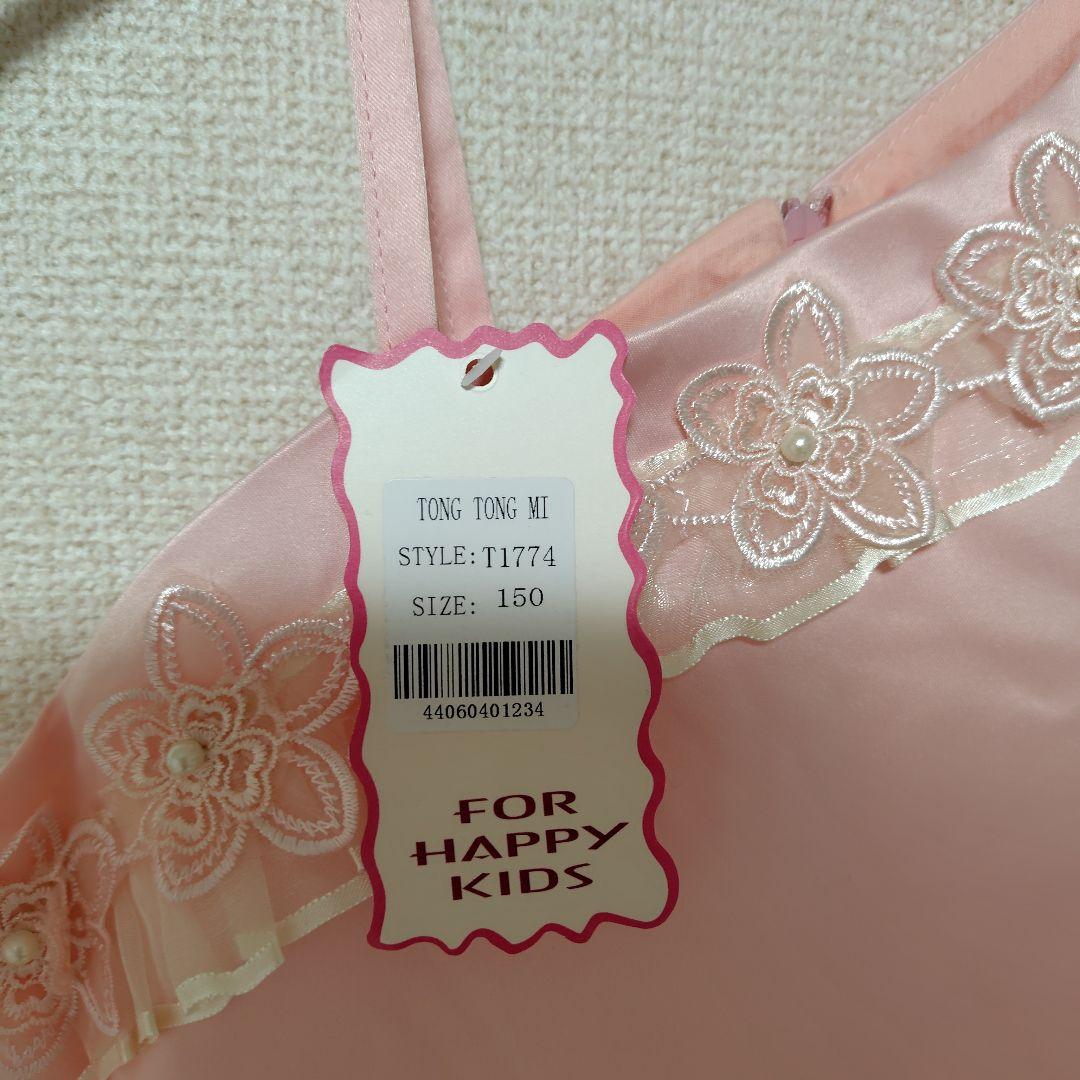 TONG TONG MI
STYLE: T1774
SIZE: 150
44060401234
FOR
HAPPY
KIDS